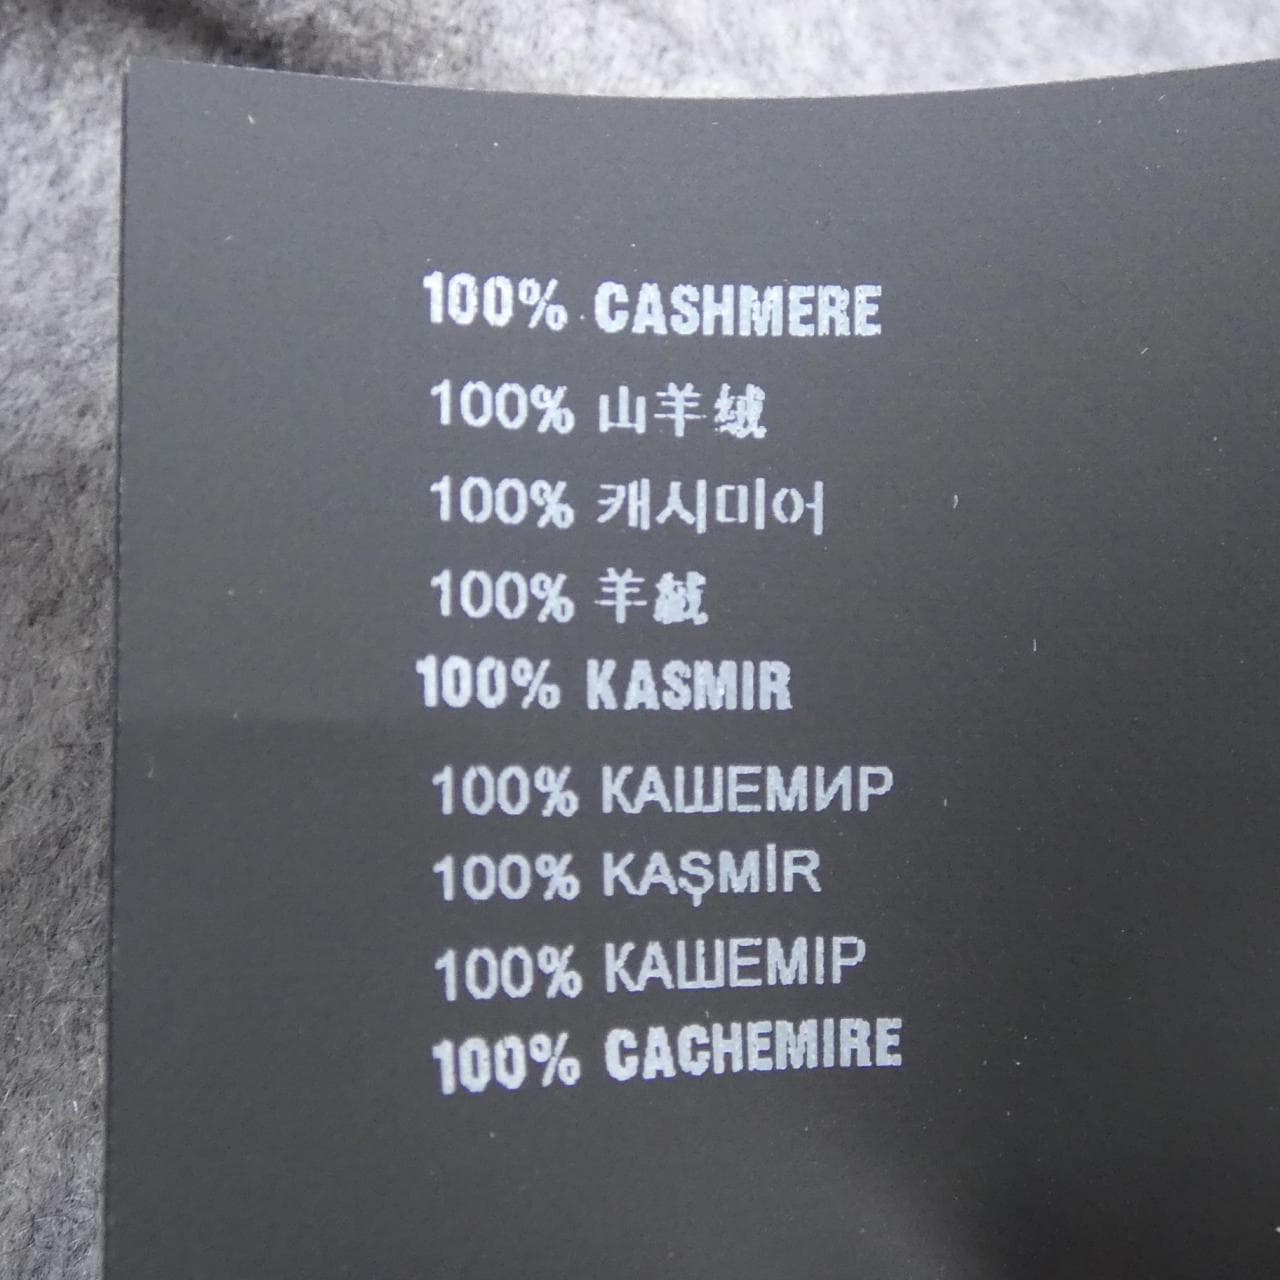 100% CASHMERE
100% 山羊绒
100% 캐시미어
100% 羊絨
100% KASMIR
100% КАШЕМИР
100% KAŞMİR
100% КАШЕМІР
100% CACHEMIRE